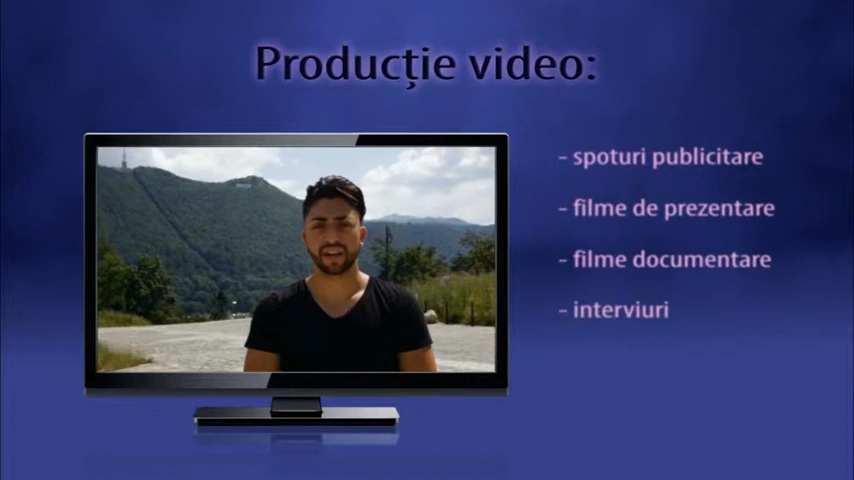 Producție video:
- spoturi publicitare
- filme de prezentare
- filme documentare
- interviuri